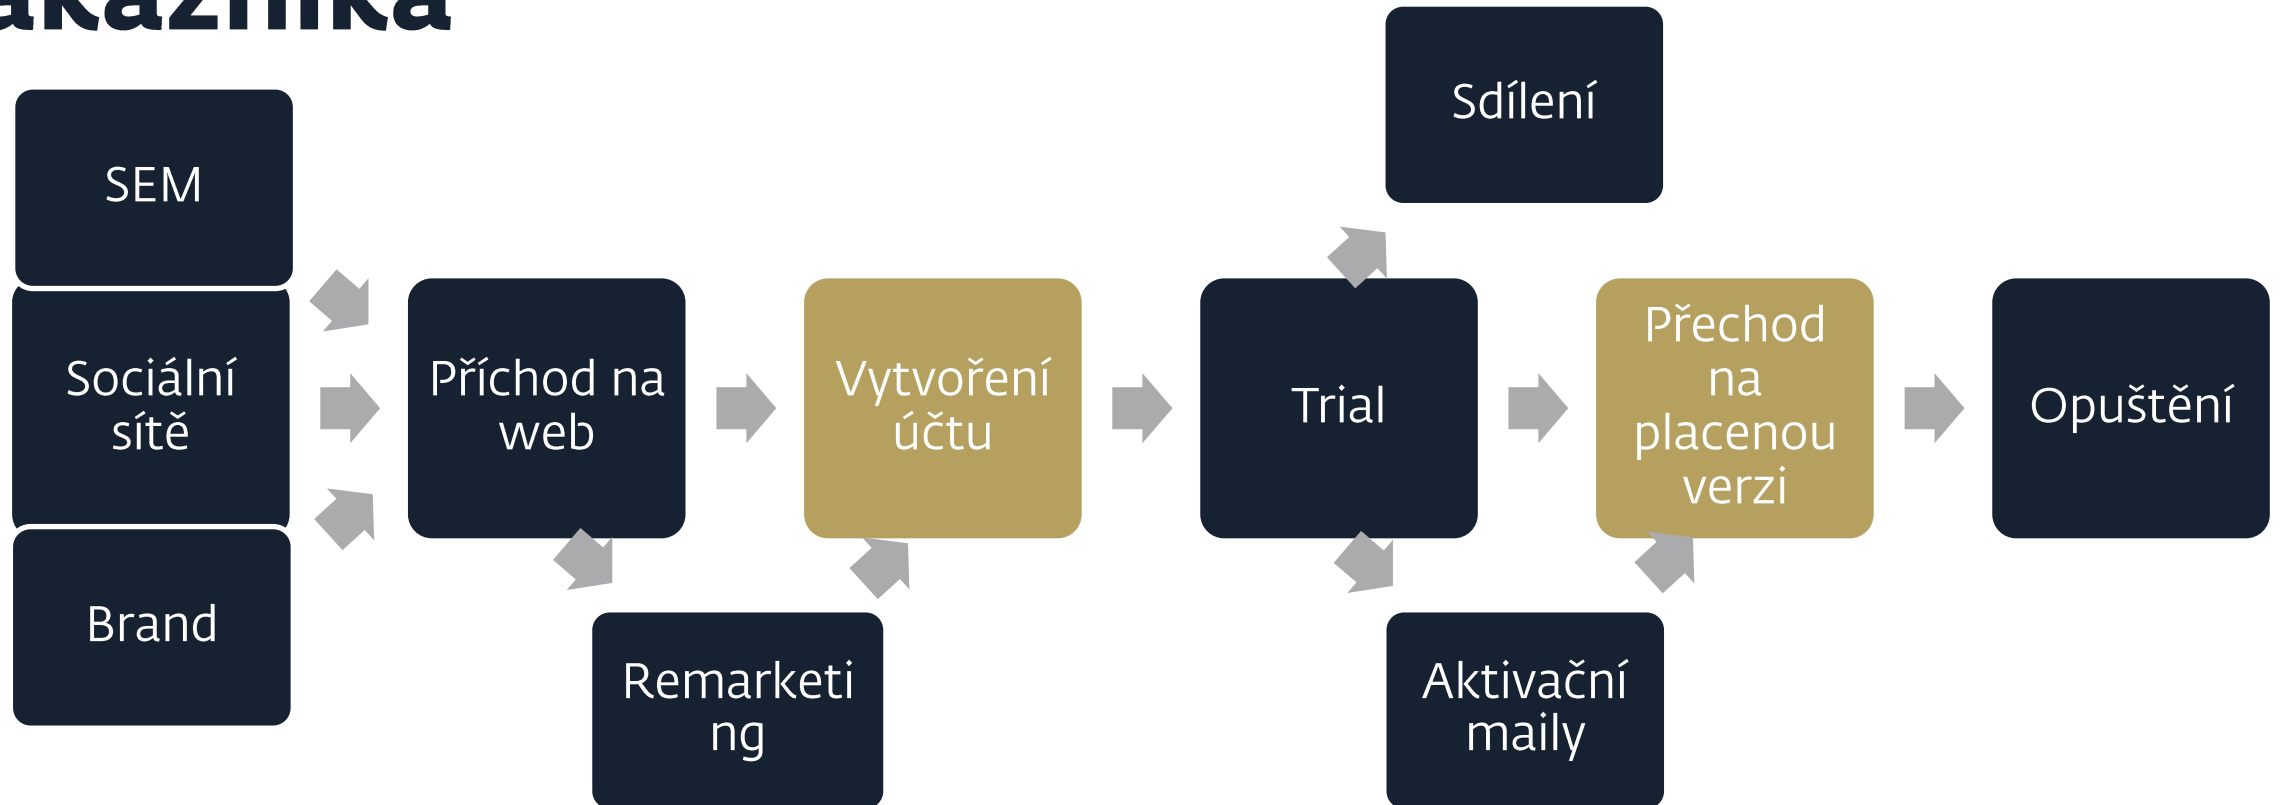 Sdílení
SEM
Sociální
sítě
Brand
Příchod na
web
Remarketi
ng
Vytvoření
účtu
Trial
Aktivační
maily
Přechod
na
placenou
verzi
Opuštění